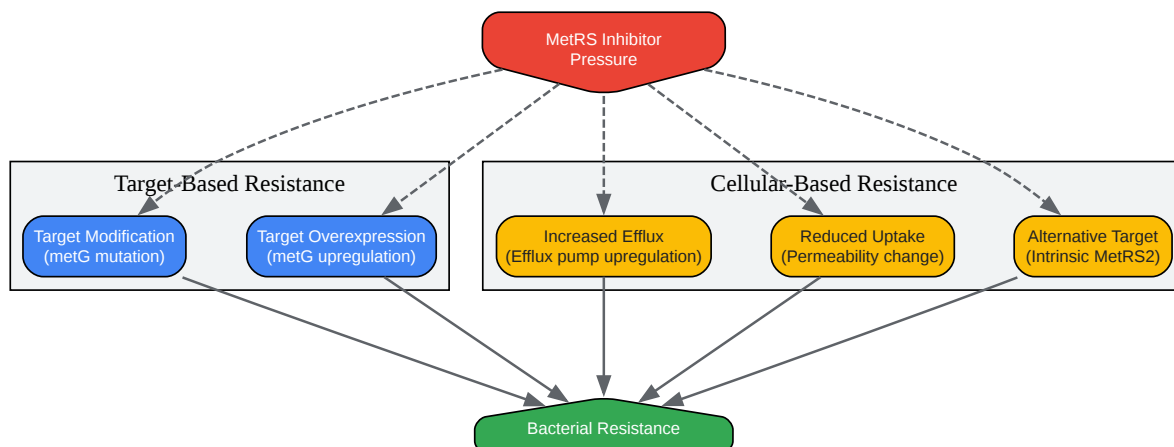 MetRS Inhibitor
Pressure
Target-Based Resistance
Cellular-Based Resistance
Target Modification
(metG mutation)
Target Overexpression
(metG upregulation)
Increased Efflux
(Efflux pump upregulation)
Reduced Uptake
(Permeability change)
Alternative Target
(Intrinsic MetRS2)
Bacterial Resistance